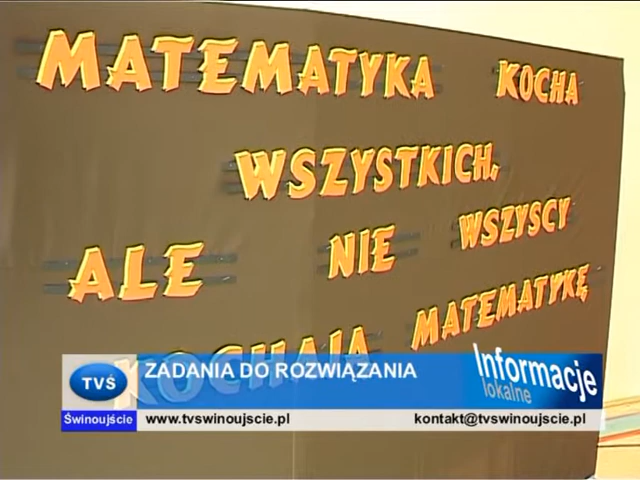 MATEMATYKA KOCHA
WSZYSTKICH,
ALE NIE WSZYSCY
KOCHAJĄ MATEMATYKĘ
TVŚ
ZADANIA DO ROZWIĄZANIA
Informacje
lokalne
Świnoujście
www.tvswinoujscie.pl
kontakt@tvswinoujscie.pl